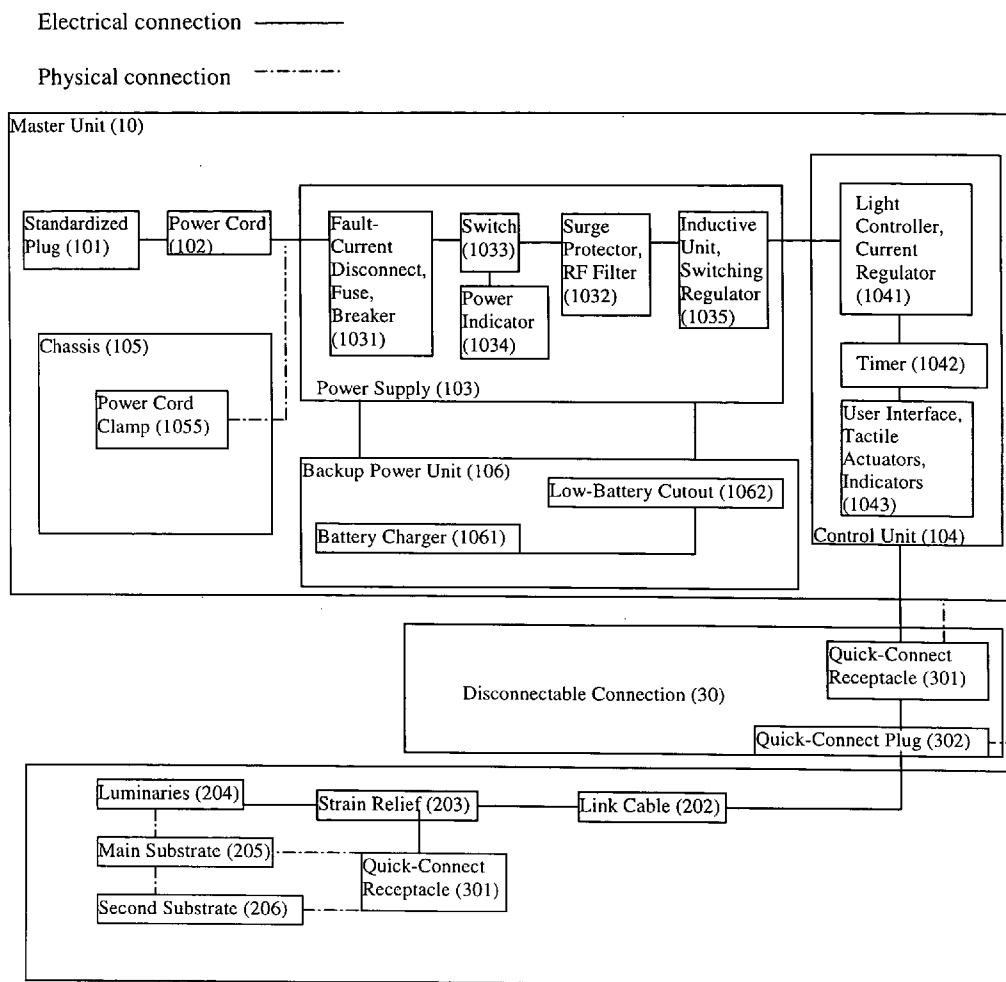 Electrical connection
Physical connection
Master Unit (10)
Standardized
Plug (101)
Power Cord
(102)
Fault-
Current
Disconnect,
Fuse,
Breaker
(1031)
Switch
(1033)
Power
Indicator
(1034)
Surge
Protector,
RF Filter
(1032)
Inductive
Unit,
Switching
Regulator
(1035)
Light
Controller,
Current
Regulator
(1041)
Timer (1042)
User Interface,
Tactile
Actuators,
Indicators
(1043)
Control Unit (104)
Chassis (105)
Power Cord
Clamp (1055)
Power Supply (103)
Backup Power Unit (106)
Low-Battery Cutout (1062)
Battery Charger (1061)
Quick-Connect
Receptacle (301)
Disconnectable Connection (30)
Quick-Connect Plug (302)
Luminaries (204)
Strain Relief (203)
Link Cable (202)
Main Substrate (205)
Quick-Connect
Receptacle (301)
Second Substrate (206)